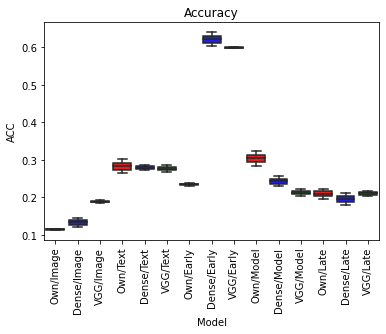 Accuracy
ACC
0.6
0.5
0.4
0.3
0.2
0.1
Own/Image
Dense/Image
VGG/Image
Own/Text
Dense/Text
VGG/Text
Own/Early
Dense/Early
VGG/Early
Own/Model
Dense/Model
VGG/Model
Own/Late
Dense/Late
VGG/Late
Model